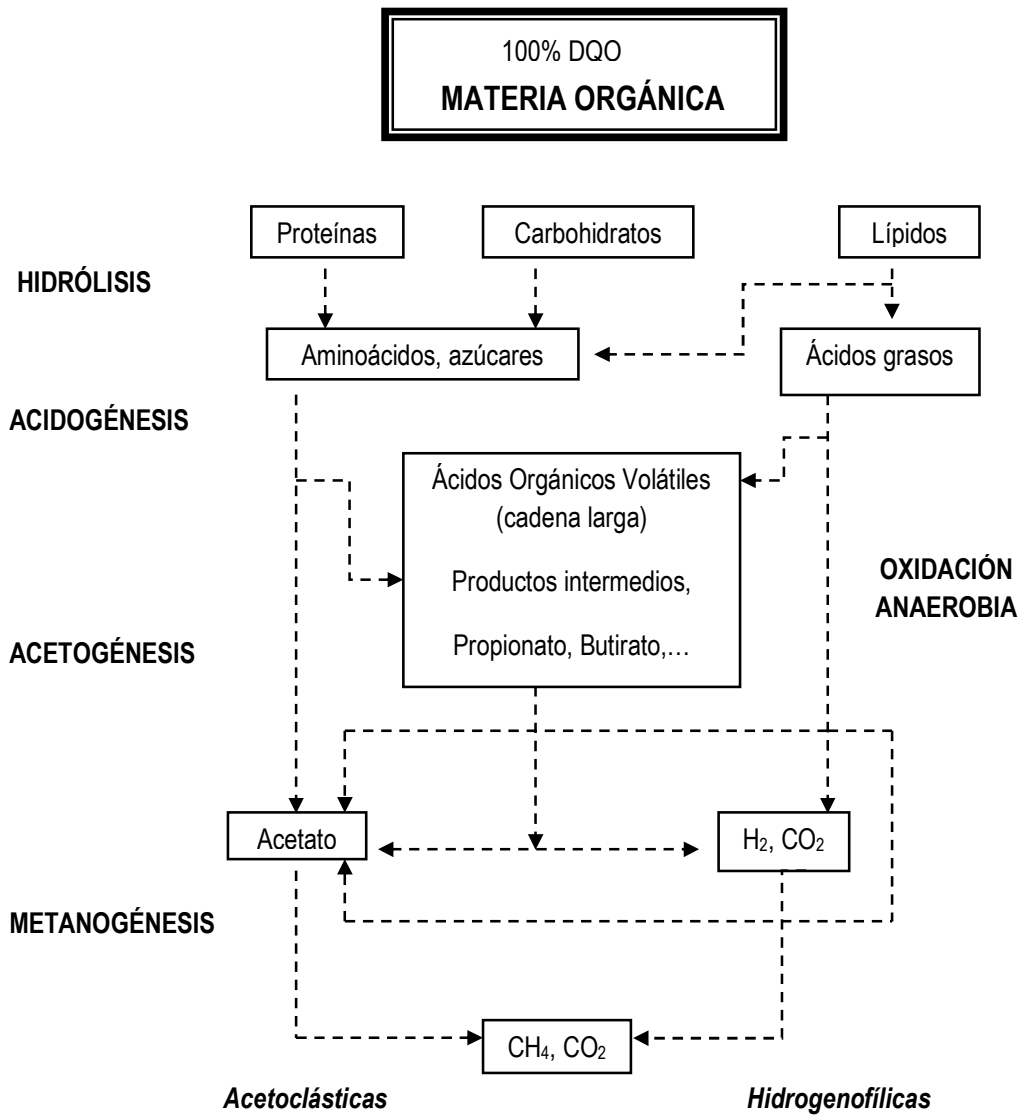 100% DQO
MATERIA ORGÁNICA
Proteínas
Carbohidratos
Lípidos
HIDRÓLISIS
Aminoácidos, azúcares
Ácidos grasos
ACIDOGÉNESIS
Ácidos Orgánicos Volátiles
(cadena larga)
Productos intermedios,
Propionato, Butirato,…
OXIDACIÓN
ANAEROBIA
ACETOGÉNESIS
Acetato
H₂, CO₂
METANOGÉNESIS
CH₄, CO₂
Acetoclásticas
Hidrogenofílicas